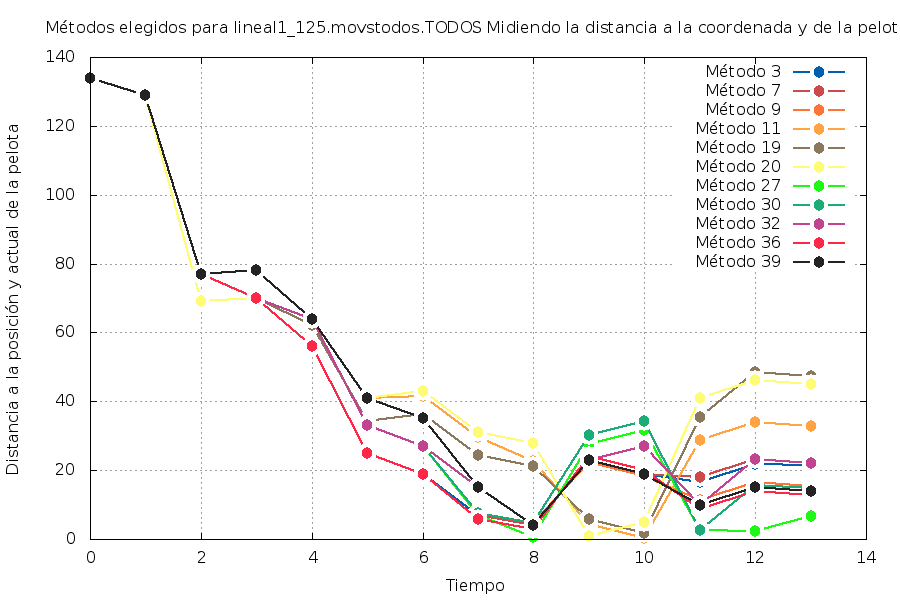 Métodos elegidos para lineal1_125.movstodos.TODOS Midiendo la distancia a la coordenada y de la pelot
Distancia a la posición y actual de la pelota
140
120
100
80
60
40
20
0
Método 3
Método 7
Método 9
Método 11
Método 19
Método 20
Método 27
Método 30
Método 32
Método 36
Método 39
0 2 4 6 8 10 12 14
Tiempo